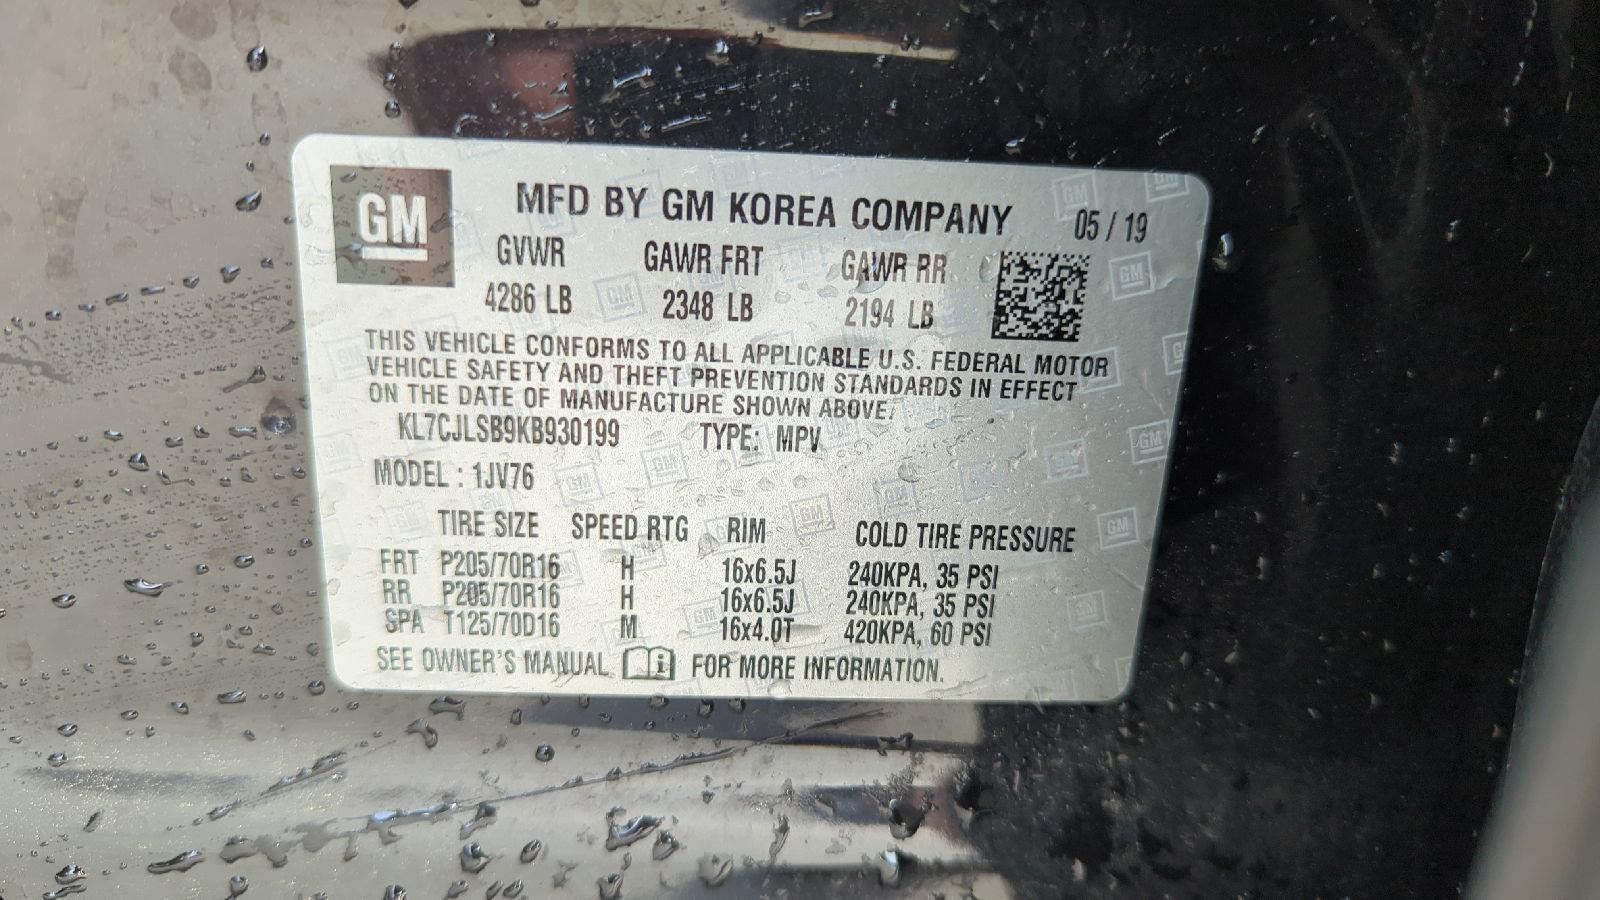 GM
MFD BY GM KOREA COMPANY 05 / 19
GVWR GAWR FRT GAWR RR
4286 LB 2348 LB 2194 LB
THIS VEHICLE CONFORMS TO ALL APPLICABLE U.S. FEDERAL MOTOR
VEHICLE SAFETY AND THEFT PREVENTION STANDARDS IN EFFECT
ON THE DATE OF MANUFACTURE SHOWN ABOVE.
KL7CJLSB9KB930199 TYPE: MPV
MODEL : 1JV76
TIRE SIZE SPEED RTG RIM COLD TIRE PRESSURE
FRT P205/70R16 H 16x6.5J 240KPA, 35 PSI
RR P205/70R16 H 16x6.5J 240KPA, 35 PSI
SPA T125/70D16 M 16x4.0T 420KPA, 60 PSI
SEE OWNER'S MANUAL i FOR MORE INFORMATION.